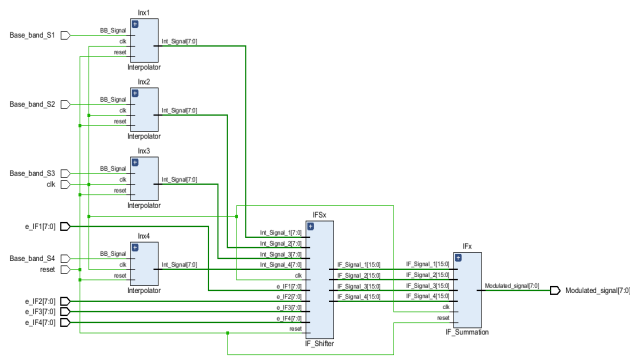 Inx1
Base_band_S1
BB_Signal
clk
reset
Int_Signal[7:0]
Interpolator
Inx2
Base_band_S2
BB_Signal
clk
reset
Int_Signal[7:0]
Interpolator
Inx3
Base_band_S3
clk
BB_Signal
clk
reset
Int_Signal[7:0]
Interpolator
e_IF1[7:0]
Inx4
Base_band_S4
reset
BB_Signal
clk
reset
Int_Signal[7:0]
Interpolator
e_IF2[7:0]
e_IF3[7:0]
e_IF4[7:0]
IFSx
Int_Signal_1[7:0]
Int_Signal_2[7:0]
Int_Signal_3[7:0]
Int_Signal_4[7:0]
clk
e_IF1[7:0]
e_IF2[7:0]
e_IF3[7:0]
e_IF4[7:0]
reset
IF_Signal_1[15:0]
IF_Signal_2[15:0]
IF_Signal_3[15:0]
IF_Signal_4[15:0]
IF_Shifter
IFx
IF_Signal_1[15:0]
IF_Signal_2[15:0]
IF_Signal_3[15:0]
IF_Signal_4[15:0]
clk
reset
Modulated_signal[7:0]
IF_Summation
Modulated_signal[7:0]